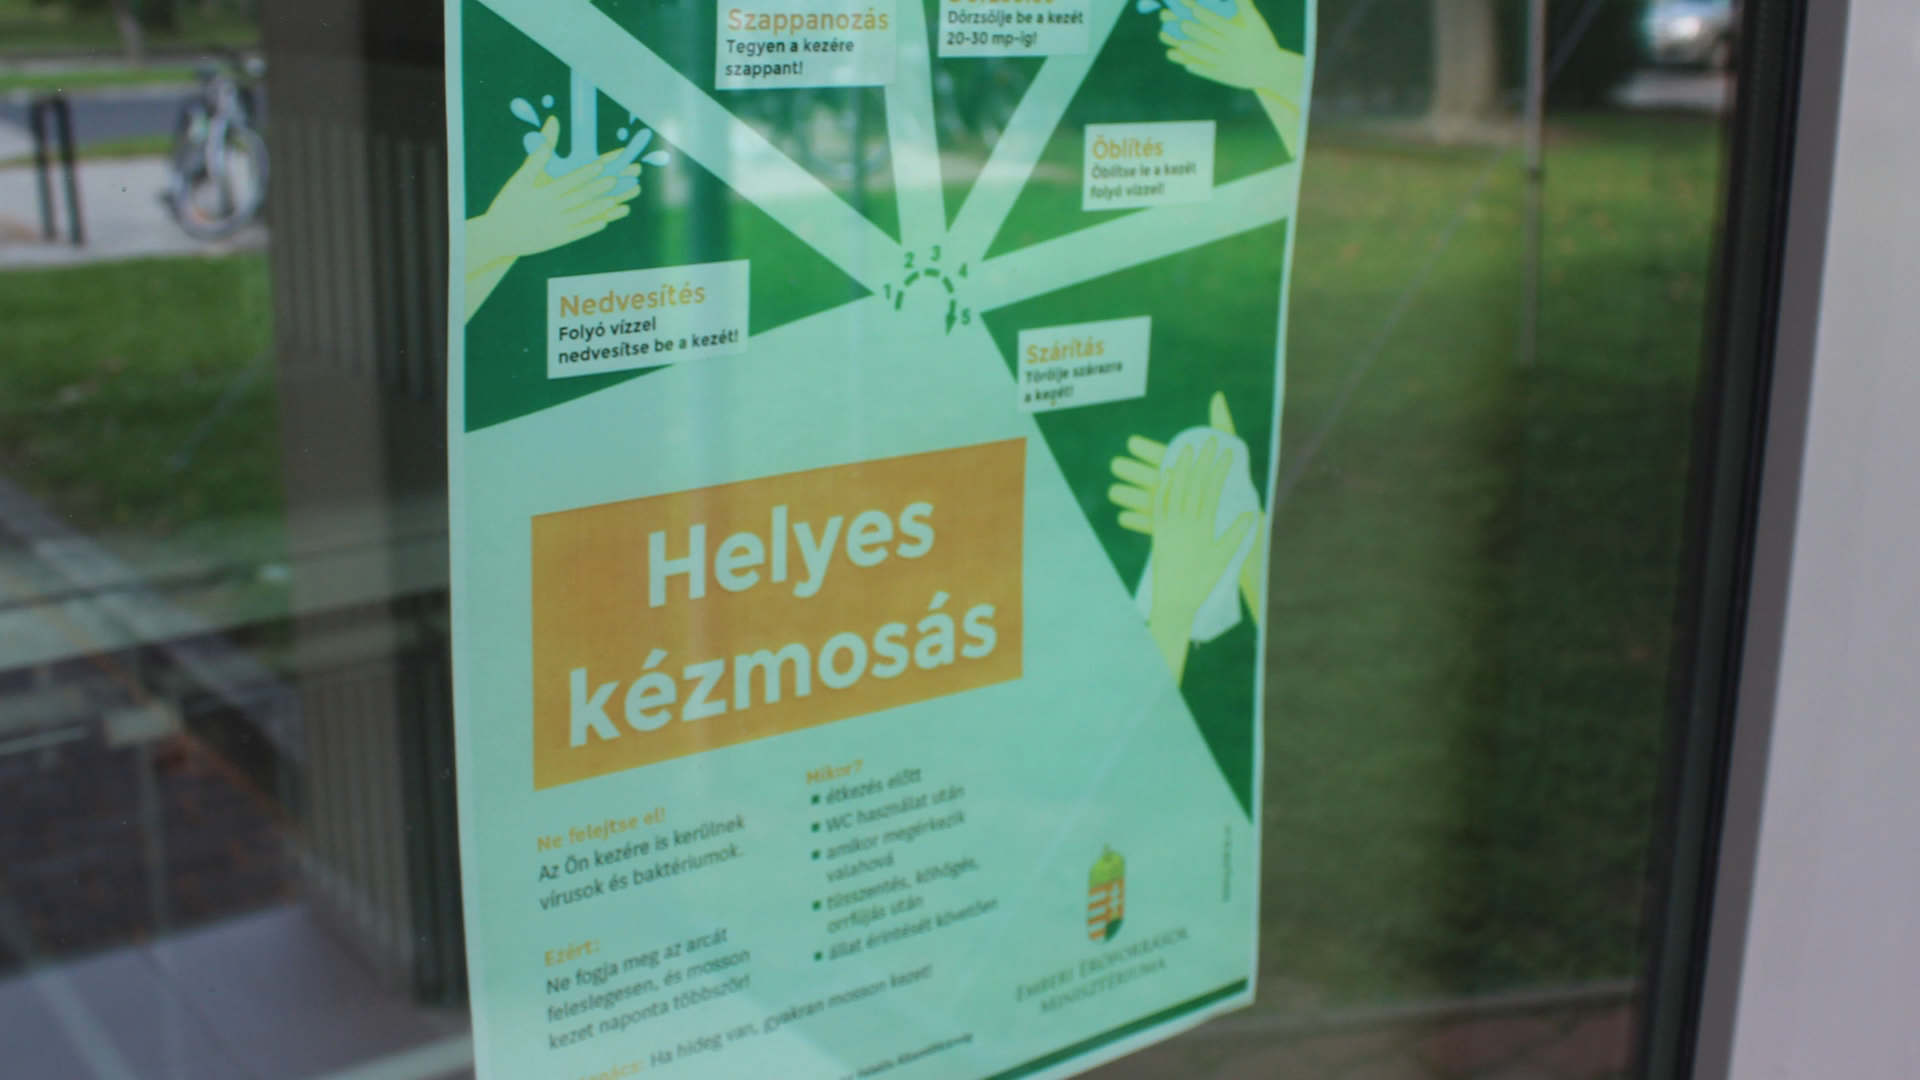 Szappanozás
Tegyen a kezére
szappant!
Dörzsölje be a kezét
20-30 mp-ig!
Öblítés
Öblítse le a kezét
folyó vízzel!
Nedvesítés
Folyó vízzel
nedvesítse be a kezét!
1 2 3 4 5
Szárítás
Törölje szárazra
a kezét!
Helyes
kézmosás
Ne felejtse el!
Az Ön kezére is kerülnek
vírusok és baktériumok.
Ezért:
Ne fogja meg az arcát
feleslegesen, és mosson
kezet naponta többször!
Mikor?
▪ étkezés előtt
▪ WC használat után
▪ amikor megérkezik
valahová
▪ tüsszentés, köhögés,
orrfújás után
▪ állat érintését követően
Ha hideg van, gyakran mosson kezet!
EMBERI ERŐFORRÁSOK
MINISZTÉRIUMA